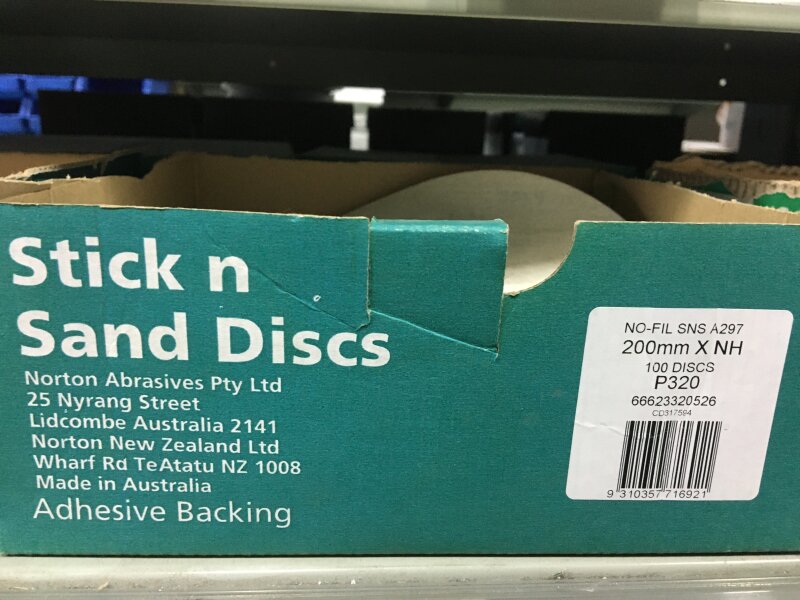 Stick n
Sand Discs
Norton Abrasives Pty Ltd
25 Nyrang Street
Lidcombe Australia 2141
Norton New Zealand Ltd
Wharf Rd TeAtatu NZ 1008
Made in Australia
Adhesive Backing
NO-FIL SNS A297
200mm X NH
100 DISCS
P320
66623320526
CD317594
9 310357 716921